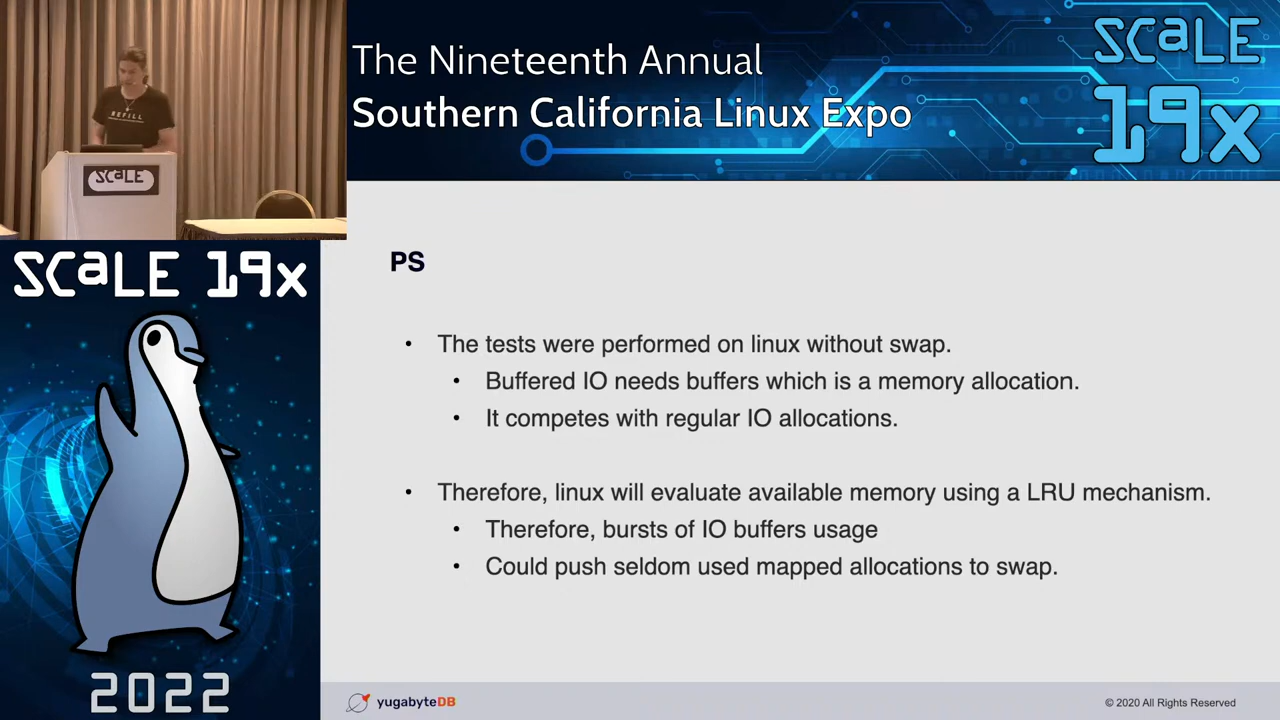 The Nineteenth Annual
Southern California Linux Expo
SCaLE
19x
REFILL
SCaLE
SCaLE 19x
2022
PS
• The tests were performed on linux without swap.
• Buffered IO needs buffers which is a memory allocation.
• It competes with regular IO allocations.
• Therefore, linux will evaluate available memory using a LRU mechanism.
• Therefore, bursts of IO buffers usage
• Could push seldom used mapped allocations to swap.
yugabyteDB
© 2020 All Rights Reserved